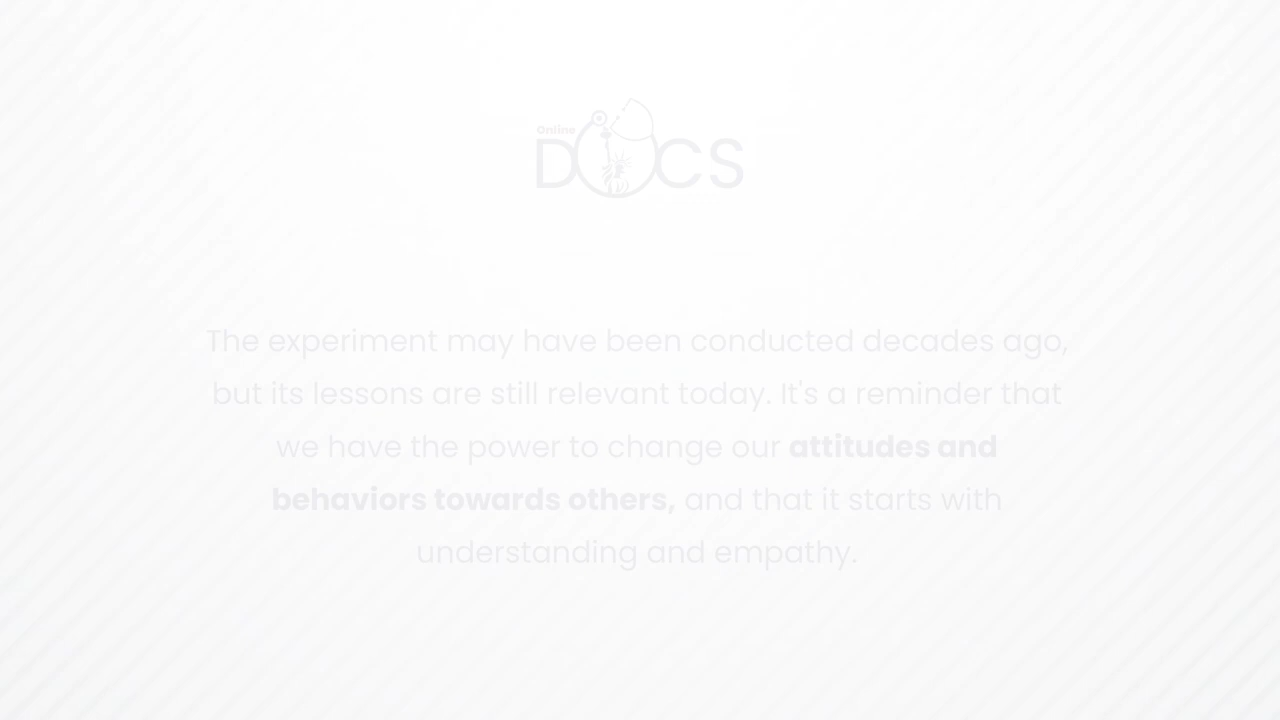 Online
DOCS
The experiment may have been conducted decades ago,
but its lessons are still relevant today. It's a reminder that
we have the power to change our attitudes and
behaviors towards others, and that it starts with
understanding and empathy.